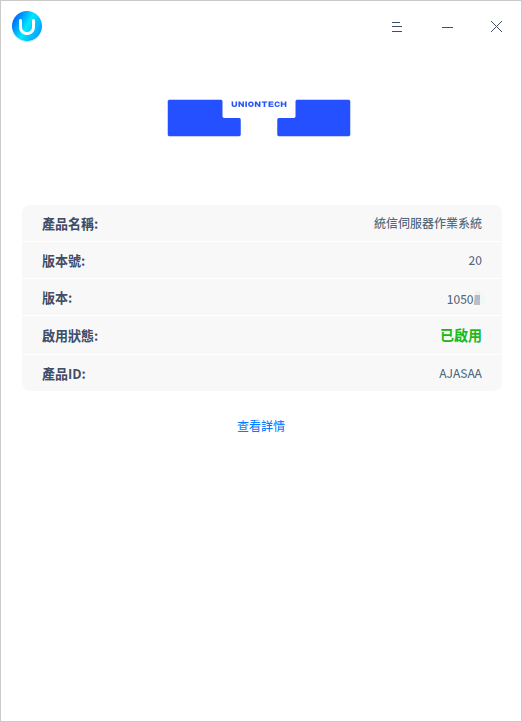 UNIONTECH
產品名稱: 統信伺服器作業系統
版本號: 20
版本: 1050
啟用狀態: 已啟用
產品ID: AJASAA
查看詳情